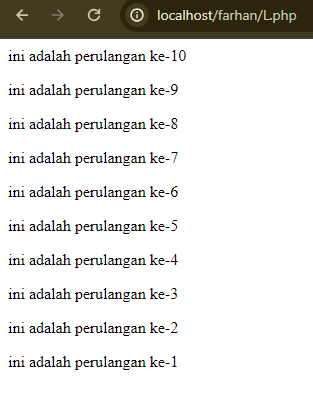 localhost/farhan/L.php
ini adalah perulangan ke-10
ini adalah perulangan ke-9
ini adalah perulangan ke-8
ini adalah perulangan ke-7
ini adalah perulangan ke-6
ini adalah perulangan ke-5
ini adalah perulangan ke-4
ini adalah perulangan ke-3
ini adalah perulangan ke-2
ini adalah perulangan ke-1